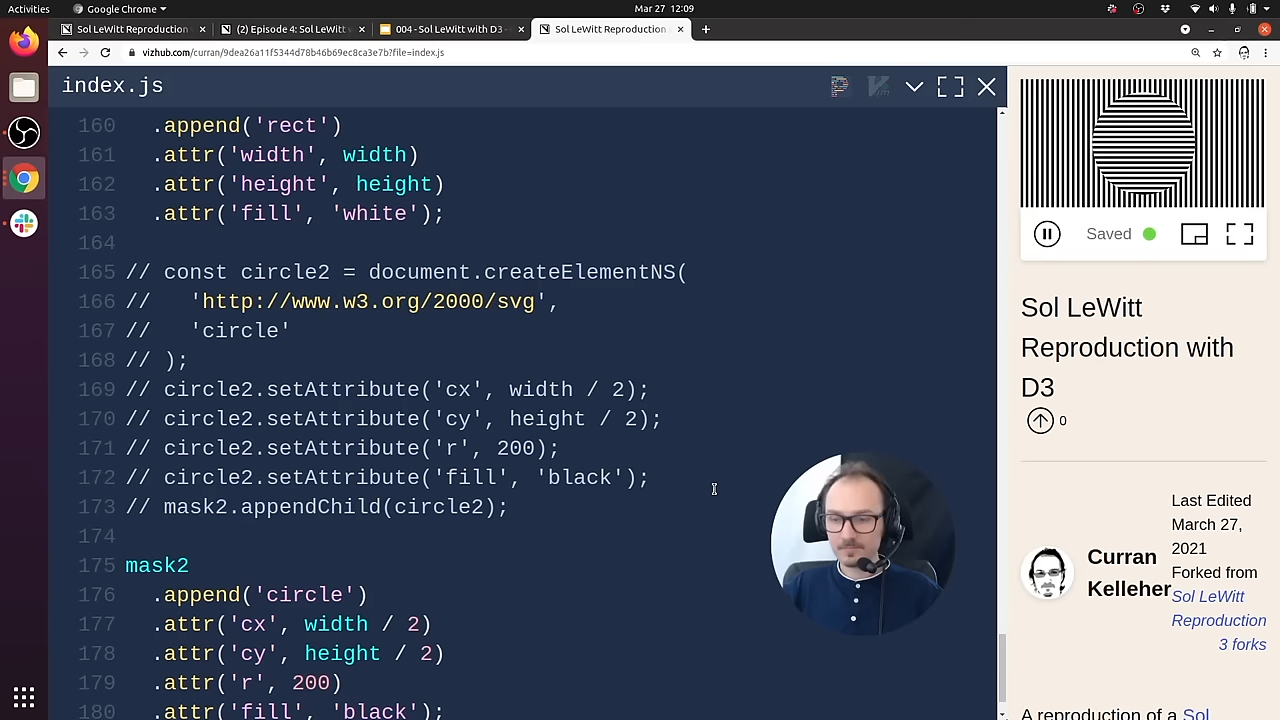 Activities
Google Chrome
Mar 27 12:09
Sol LeWitt Reproduction
(2) Episode 4: Sol LeWitt
004 - Sol LeWitt with D3 -
Sol LeWitt Reproduction
vizhub.com/curran/9dea26a11f5344d78b46b69ec8ca3e7b?file=index.js
index.js
160 .append('rect')
161 .attr('width', width)
162 .attr('height', height)
163 .attr('fill', 'white');
164
165 // const circle2 = document.createElementNS(
166 // 'http://www.w3.org/2000/svg',
167 // 'circle'
168 // );
169 // circle2.setAttribute('cx', width / 2);
170 // circle2.setAttribute('cy', height / 2);
171 // circle2.setAttribute('r', 200);
172 // circle2.setAttribute('fill', 'black');
173 // mask2.appendChild(circle2);
174
175 mask2
176 .append('circle')
177 .attr('cx', width / 2)
178 .attr('cy', height / 2)
179 .attr('r', 200)
180 .attr('fill', 'black');
Saved
Sol LeWitt
Reproduction with
D3
0
Curran
Kelleher
Last Edited
March 27,
2021
Forked from
Sol LeWitt
Reproduction
3 forks
A reproduction of a Sol